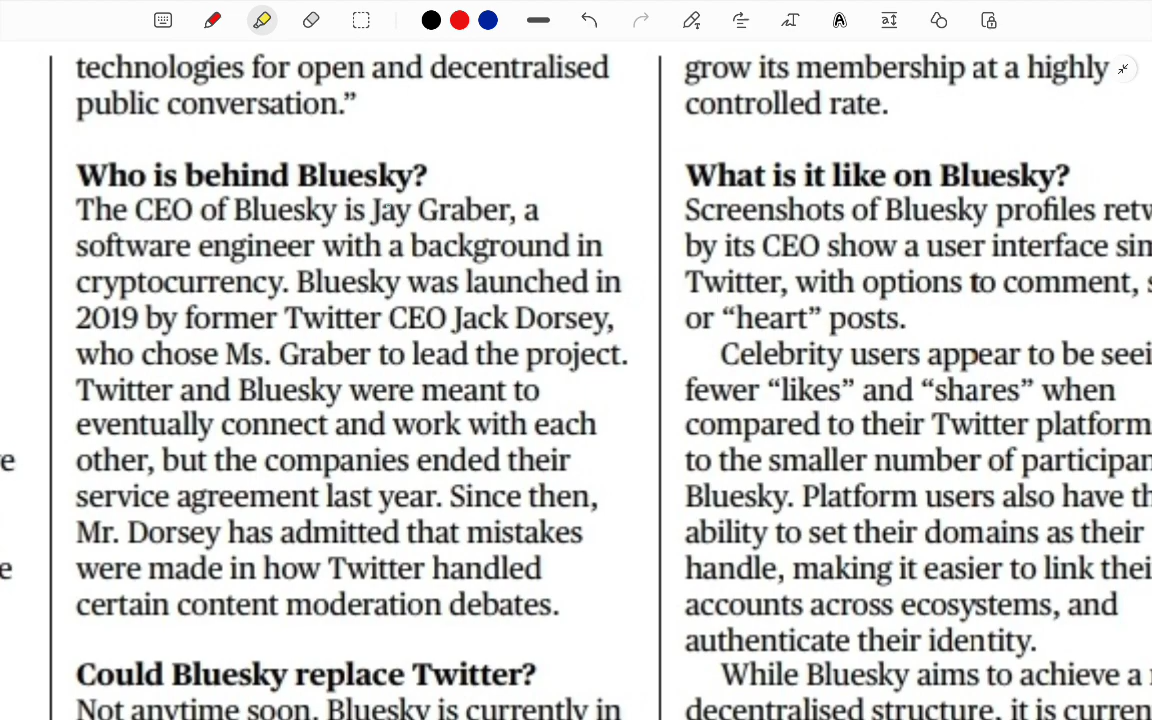 technologies for open and decentralised
public conversation.”
Who is behind Bluesky?
The CEO of Bluesky is Jay Graber, a
software engineer with a background in
cryptocurrency. Bluesky was launched in
2019 by former Twitter CEO Jack Dorsey,
who chose Ms. Graber to lead the project.
Twitter and Bluesky were meant to
eventually connect and work with each
other, but the companies ended their
service agreement last year. Since then,
Mr. Dorsey has admitted that mistakes
were made in how Twitter handled
certain content moderation debates.
Could Bluesky replace Twitter?
Not anytime soon. Bluesky is currently in
grow its membership at a highly
controlled rate.
What is it like on Bluesky?
Screenshots of Bluesky profiles
by its CEO show a user interface
Twitter, with options to comment,
or “heart” posts.
Celebrity users appear to be
fewer “likes” and “shares” when
compared to their Twitter platform
to the smaller number of
Bluesky. Platform users also have
ability to set their domains as their
handle, making it easier to link
accounts across ecosystems, and
authenticate their identity.
While Bluesky aims to achieve a
decentralised structure, it is